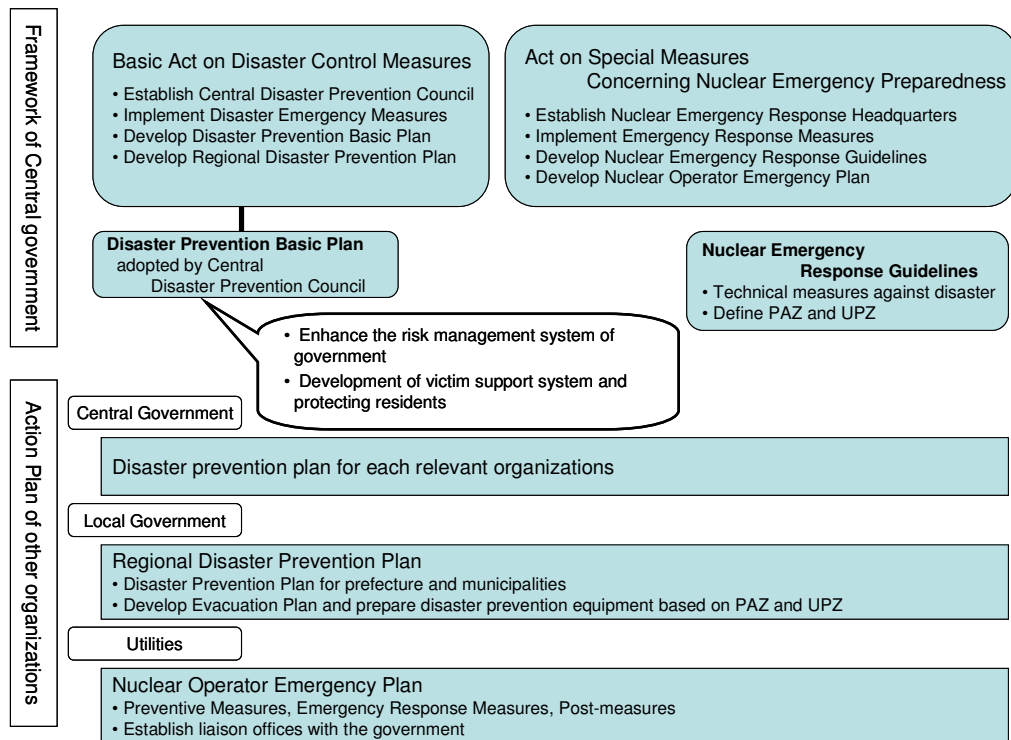 Framework of Central government
Basic Act on Disaster Control Measures
• Establish Central Disaster Prevention Council
• Implement Disaster Emergency Measures
• Develop Disaster Prevention Basic Plan
• Develop Regional Disaster Prevention Plan
Act on Special Measures
Concerning Nuclear Emergency Preparedness
• Establish Nuclear Emergency Response Headquarters
• Implement Emergency Response Measures
• Develop Nuclear Emergency Response Guidelines
• Develop Nuclear Operator Emergency Plan
Disaster Prevention Basic Plan
adopted by Central
Disaster Prevention Council
Nuclear Emergency
Response Guidelines
• Technical measures against disaster
• Define PAZ and UPZ
• Enhance the risk management system of
government
• Development of victim support system and
protecting residents
Action Plan of other organizations
Central Government
Disaster prevention plan for each relevant organizations
Local Government
Regional Disaster Prevention Plan
• Disaster Prevention Plan for prefecture and municipalities
• Develop Evacuation Plan and prepare disaster prevention equipment based on PAZ and UPZ
Utilities
Nuclear Operator Emergency Plan
• Preventive Measures, Emergency Response Measures, Post-measures
• Establish liaison offices with the government